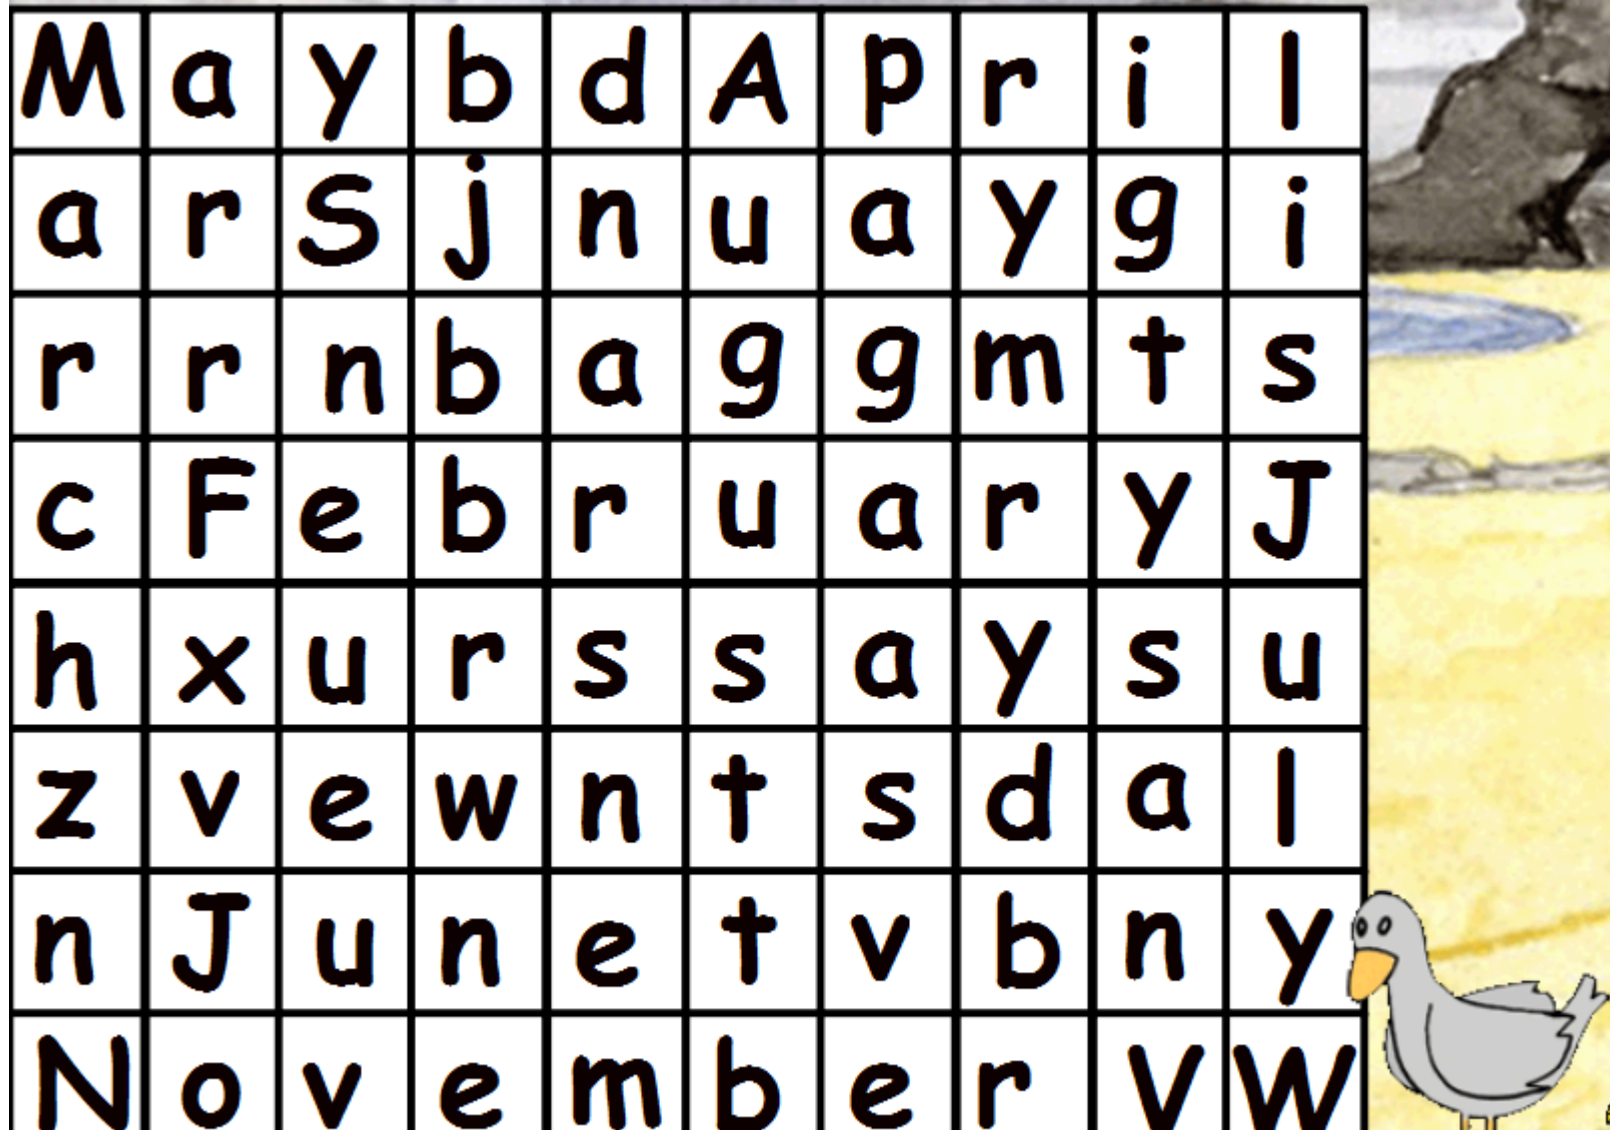 M a y b d A p r i l
a r S j n u a y g i
r r n b a g g m t s
c F e b r u a r y J
h x u r s s a y s u
z v e w n t s d a l
n J u n e t v b n y
N o v e m b e r V W